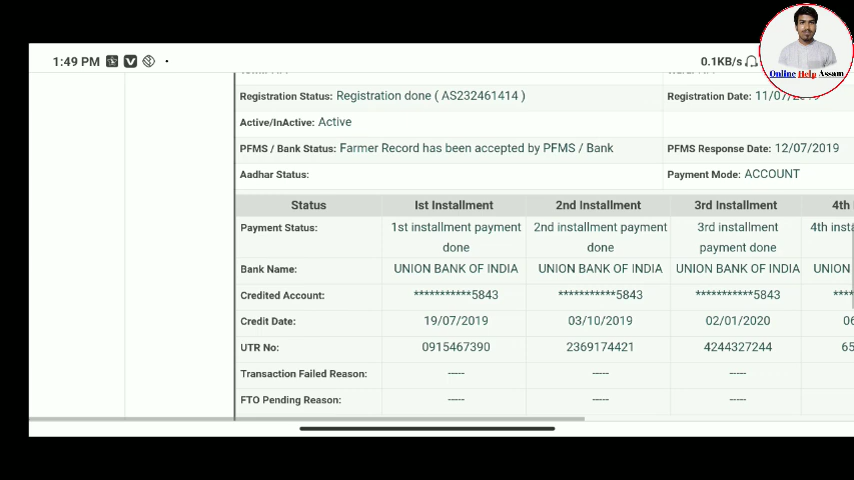 1:49 PM
0.1KB/s
Online Help Assam
Registration Status: Registration done ( AS232461414 ) Registration Date: 11/07/2019
Active/InActive: Active
PFMS / Bank Status: Farmer Record has been accepted by PFMS / Bank PFMS Response Date: 12/07/2019
Aadhar Status: Payment Mode: ACCOUNT
Status Ist Installment 2nd Installment 3rd Installment 4th
Payment Status: 1st installment payment done 2nd installment payment done 3rd installment payment done 4th insta
Bank Name: UNION BANK OF INDIA UNION BANK OF INDIA UNION BANK OF INDIA UNION
Credited Account: ***********5843 ***********5843 ***********5843 ****
Credit Date: 19/07/2019 03/10/2019 02/01/2020 06
UTR No: 0915467390 2369174421 4244327244 65
Transaction Failed Reason: ----- ----- -----
FTO Pending Reason: ----- ----- -----